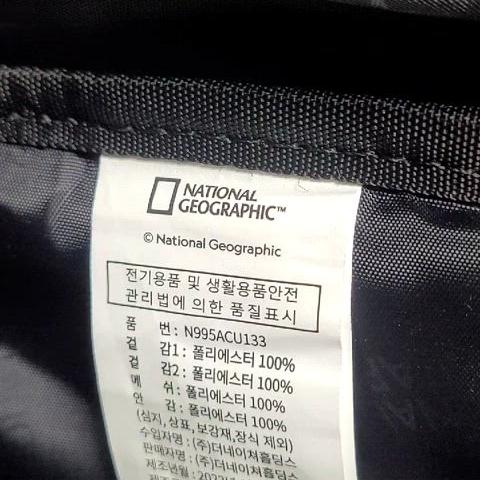 NATIONAL
GEOGRAPHIC™
© National Geographic
전기용품 및 생활용품안전
관리법에 의한 품질표시
품 번 : N995ACU133
겉 감1 : 폴리에스터 100%
겉 감2 : 폴리에스터 100%
메 쉬 : 폴리에스터 100%
안 감 : 폴리에스터 100%
(심지, 상표, 보강재,장식 제외)
수입자명 : (주)더네이쳐홀딩스
판매자명 : (주)더네이쳐홀딩스
제조년월 :